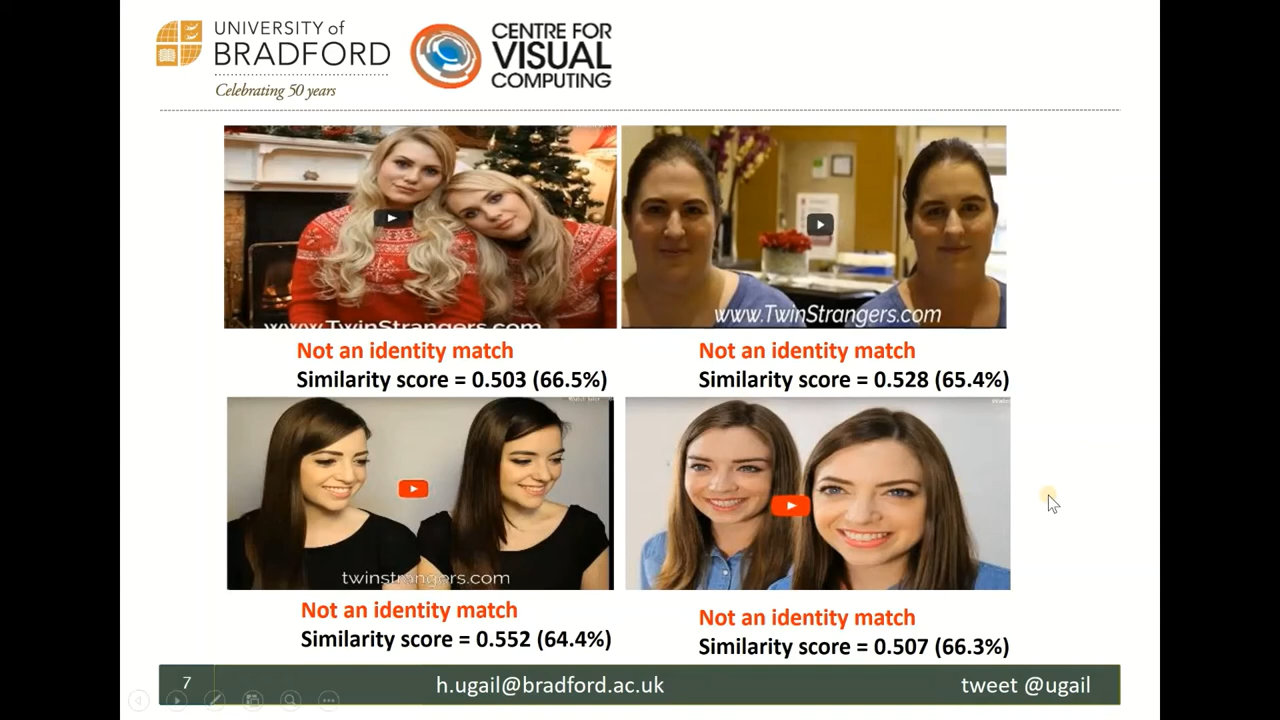 UNIVERSITY of
BRADFORD
Celebrating 50 years
CENTRE FOR
VISUAL
COMPUTING
www.TwinStrangers.com
www.TwinStrangers.com
Not an identity match
Similarity score = 0.503 (66.5%)
Not an identity match
Similarity score = 0.528 (65.4%)
twinstrangers.com
Not an identity match
Similarity score = 0.552 (64.4%)
Not an identity match
Similarity score = 0.507 (66.3%)
7
h.ugail@bradford.ac.uk
tweet @ugail